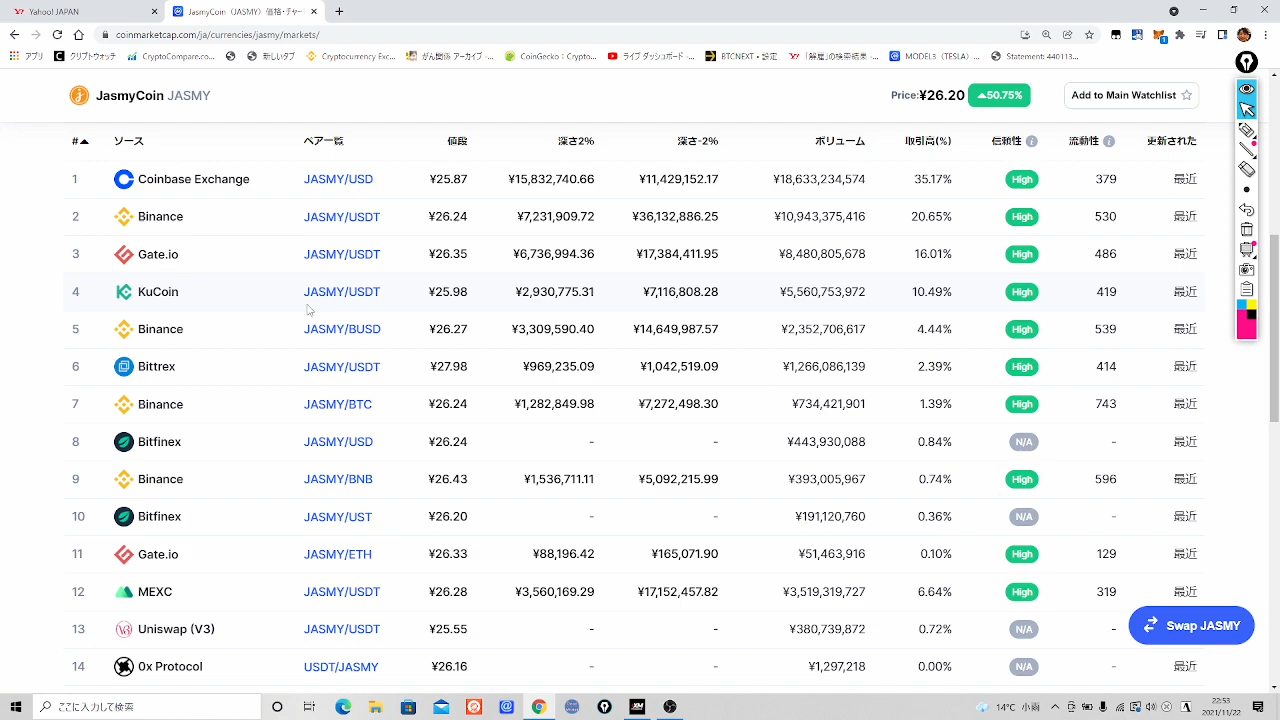 Yahoo! JAPAN
JasmyCoin (JASMY) 価格・チャー
coinmarketcap.com/ja/currencies/jasmy/markets/
アプリ クリプトウォッチ CryptoCompare... 新しいタブ Cryptocurrency Exc... がん関係 アーカイブ -... CoinGecko : Crypto... ライブ ダッシュボード -... BTCNEXT • 取引... 「解雇」の検索結果 -... MODEL3 (TESLA) ... Statement: 440113...
JasmyCoin JASMY Price:¥26.20 50.75% Add to Main Watchlist
# ソース ペア一覧 値段 深さ2% 深さ-2% ボリューム 取引高(%) 信頼性 流動性 更新された
1 Coinbase Exchange JASMY/USD ¥25.87 ¥15,832,740.66 ¥11,429,152.17 ¥18,633,234,574 35.17% High 379 最近
2 Binance JASMY/USDT ¥26.24 ¥7,231,909.72 ¥36,132,886.25 ¥10,943,375,416 20.65% High 530 最近
3 Gate.io JASMY/USDT ¥26.35 ¥6,736,994.36 ¥17,384,411.95 ¥8,480,805,678 16.01% High 486 最近
4 KuCoin JASMY/USDT ¥25.98 ¥2,930,775.31 ¥7,116,808.28 ¥5,560,753,972 10.49% High 419 最近
5 Binance JASMY/BUSD ¥26.27 ¥3,309,590.40 ¥14,649,987.57 ¥2,352,706,617 4.44% High 539 最近
6 Bittrex JASMY/USDT ¥27.98 ¥969,235.09 ¥1,042,519.09 ¥1,266,086,139 2.39% High 414 最近
7 Binance JASMY/BTC ¥26.24 ¥1,282,849.98 ¥7,272,498.30 ¥734,421,901 1.39% High 743 最近
8 Bitfinex JASMY/USD ¥26.24 - - ¥443,930,088 0.84% N/A - 最近
9 Binance JASMY/BNB ¥26.43 ¥1,536,711.11 ¥5,092,215.99 ¥393,005,967 0.74% High 596 最近
10 Bitfinex JASMY/UST ¥26.20 - - ¥191,120,760 0.36% N/A - 最近
11 Gate.io JASMY/ETH ¥26.33 ¥88,196.42 ¥165,071.90 ¥51,463,916 0.10% High 129 最近
12 MEXC JASMY/USDT ¥26.28 ¥3,560,169.29 ¥17,152,457.82 ¥3,519,319,727 6.64% High 319 最近
13 Uniswap (V3) JASMY/USDT ¥25.55 - - ¥380,739,872 0.72% N/A -
Swap JASMY
14 0x Protocol USDT/JASMY ¥26.16 - - ¥1,297,218 0.00% N/A - 最近
ここに入力して検索
14°C 小雨 A 22:53
2021/11/22